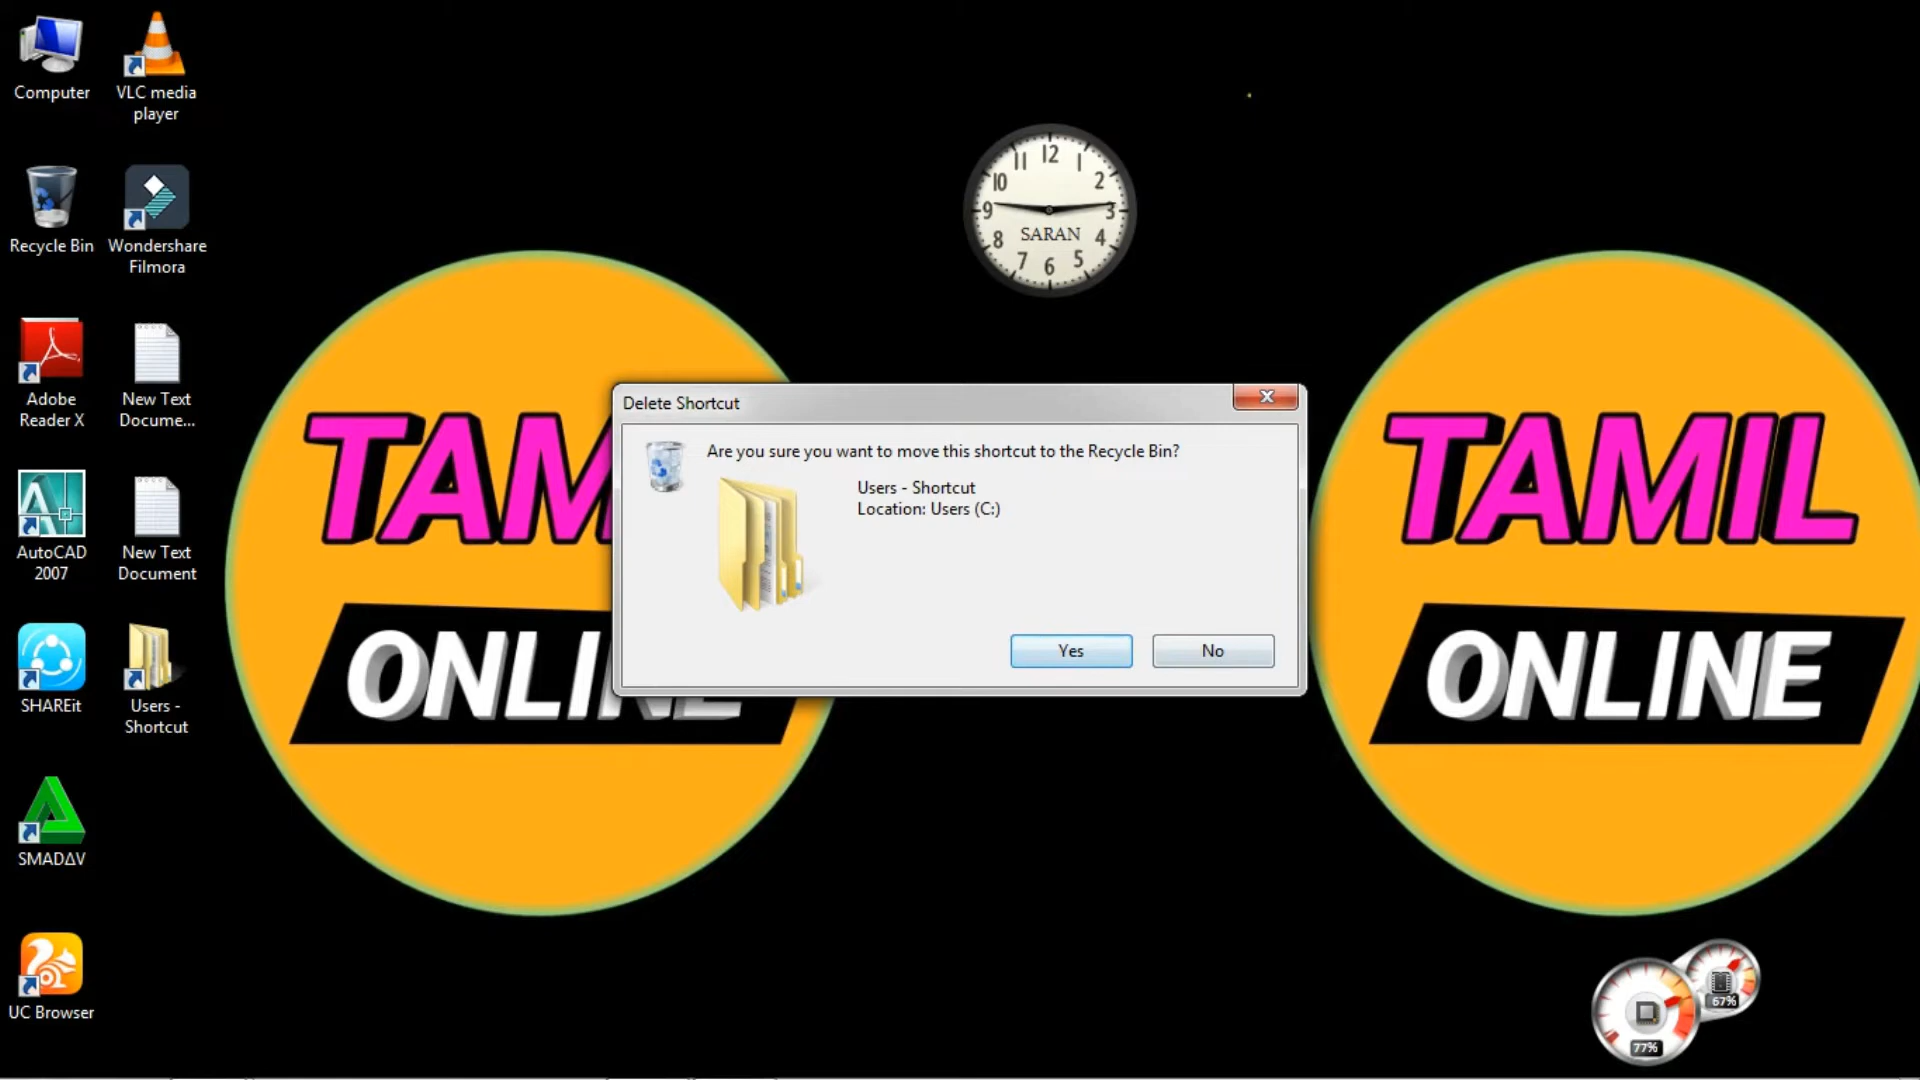 Computer
VLC media
player
Recycle Bin
Wondershare
Filmora
Adobe
Reader X
New Text
Docume...
AutoCAD
2007
New Text
Document
SHAREit
Users -
Shortcut
SMADΔV
UC Browser
12
1
2
3
4
5
6
7
8
9
10
11
SARAN
TAM
ONLINE
Delete Shortcut
Are you sure you want to move this shortcut to the Recycle Bin?
Users - Shortcut
Location: Users (C:)
Yes
No
TAMIL
ONLINE
67%
77%